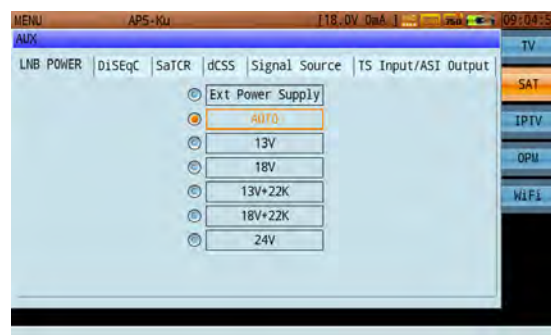 MENU APS-Ku [18.0V 0mA ] 09:04:5
AUX
TV
LNB POWER DiSEqC SaTCR dCSS Signal Source TS Input/ASI Output
SAT
Ext Power Supply
AUTO
IPTV
13V
OPM
18V
13V+22K
WiFi
18V+22K
24V